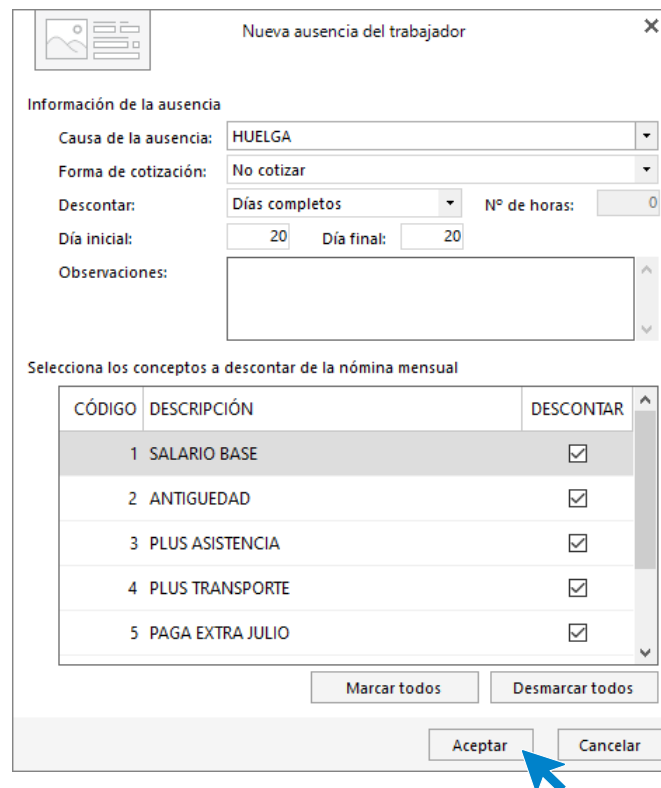 Nueva ausencia del trabajador
Información de la ausencia
Causa de la ausencia: HUELGA
Forma de cotización: No cotizar
Descontar: Días completos Nº de horas: 0
Día inicial: 20 Día final: 20
Observaciones:
Selecciona los conceptos a descontar de la nómina mensual
CÓDIGO DESCRIPCIÓN DESCONTAR
1 SALARIO BASE
2 ANTIGUEDAD
3 PLUS ASISTENCIA
4 PLUS TRANSPORTE
5 PAGA EXTRA JULIO
Marcar todos Desmarcar todos
Aceptar Cancelar